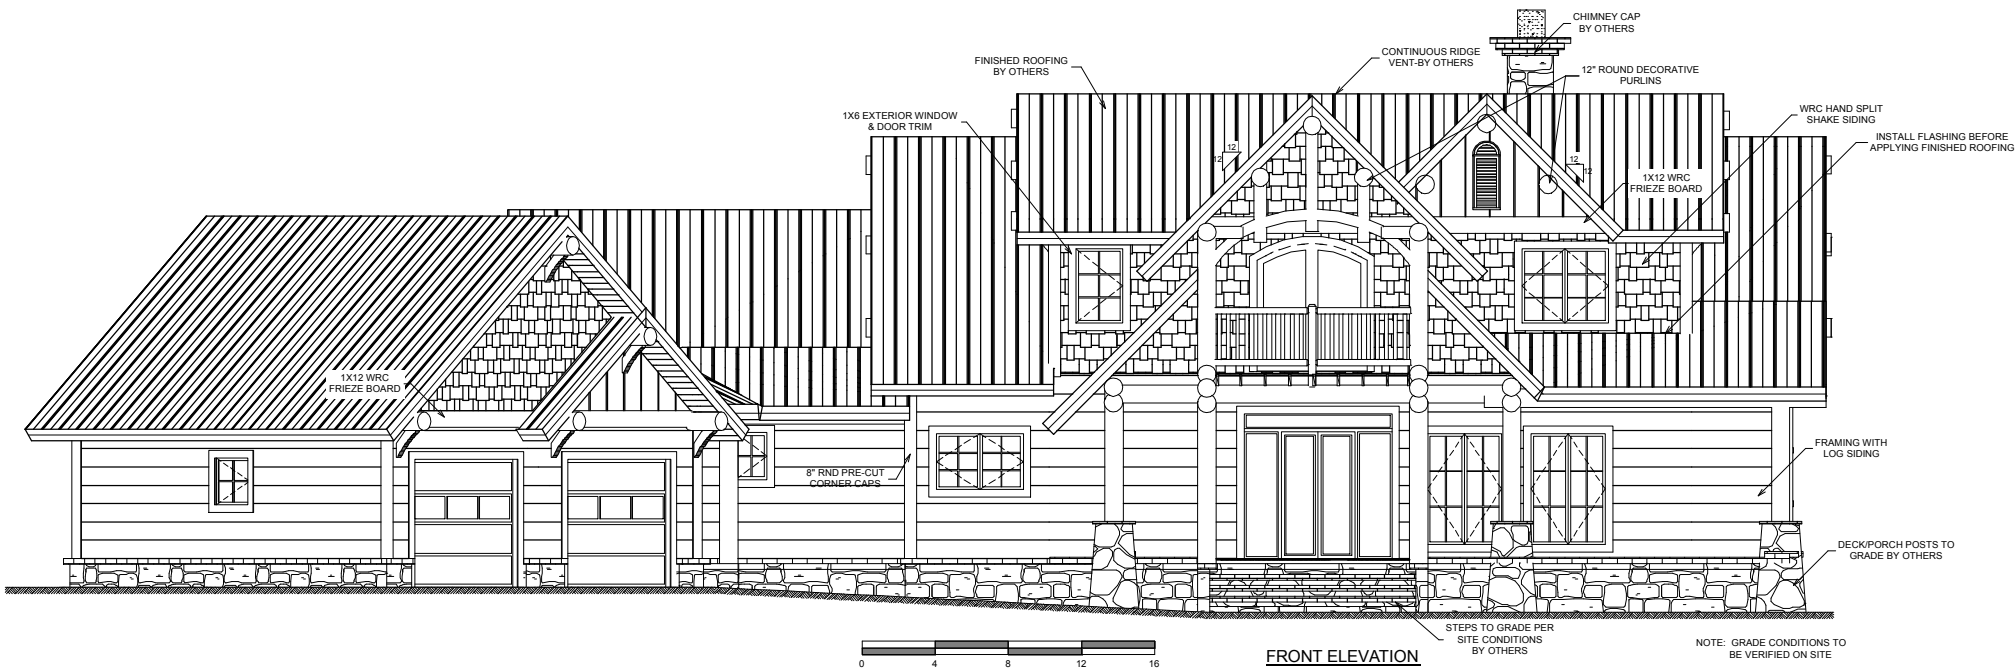 CHIMNEY CAP
BY OTHERS
CONTINUOUS RIDGE
VENT-BY OTHERS
FINISHED ROOFING
BY OTHERS
12" ROUND DECORATIVE
PURLINS
1X6 EXTERIOR WINDOW
& DOOR TRIM
WRC HAND SPLIT
SHAKE SIDING
INSTALL FLASHING BEFORE
APPLYING FINISHED ROOFING
12
12
12
12
1X12 WRC
FRIEZE BOARD
1X12 WRC
FRIEZE BOARD
8" RND PRE-CUT
CORNER CAPS
FRAMING WITH
LOG SIDING
DECK/PORCH POSTS TO
GRADE BY OTHERS
STEPS TO GRADE PER
SITE CONDITIONS
BY OTHERS
0 4 8 12 16
FRONT ELEVATION
NOTE: GRADE CONDITIONS TO
BE VERIFIED ON SITE